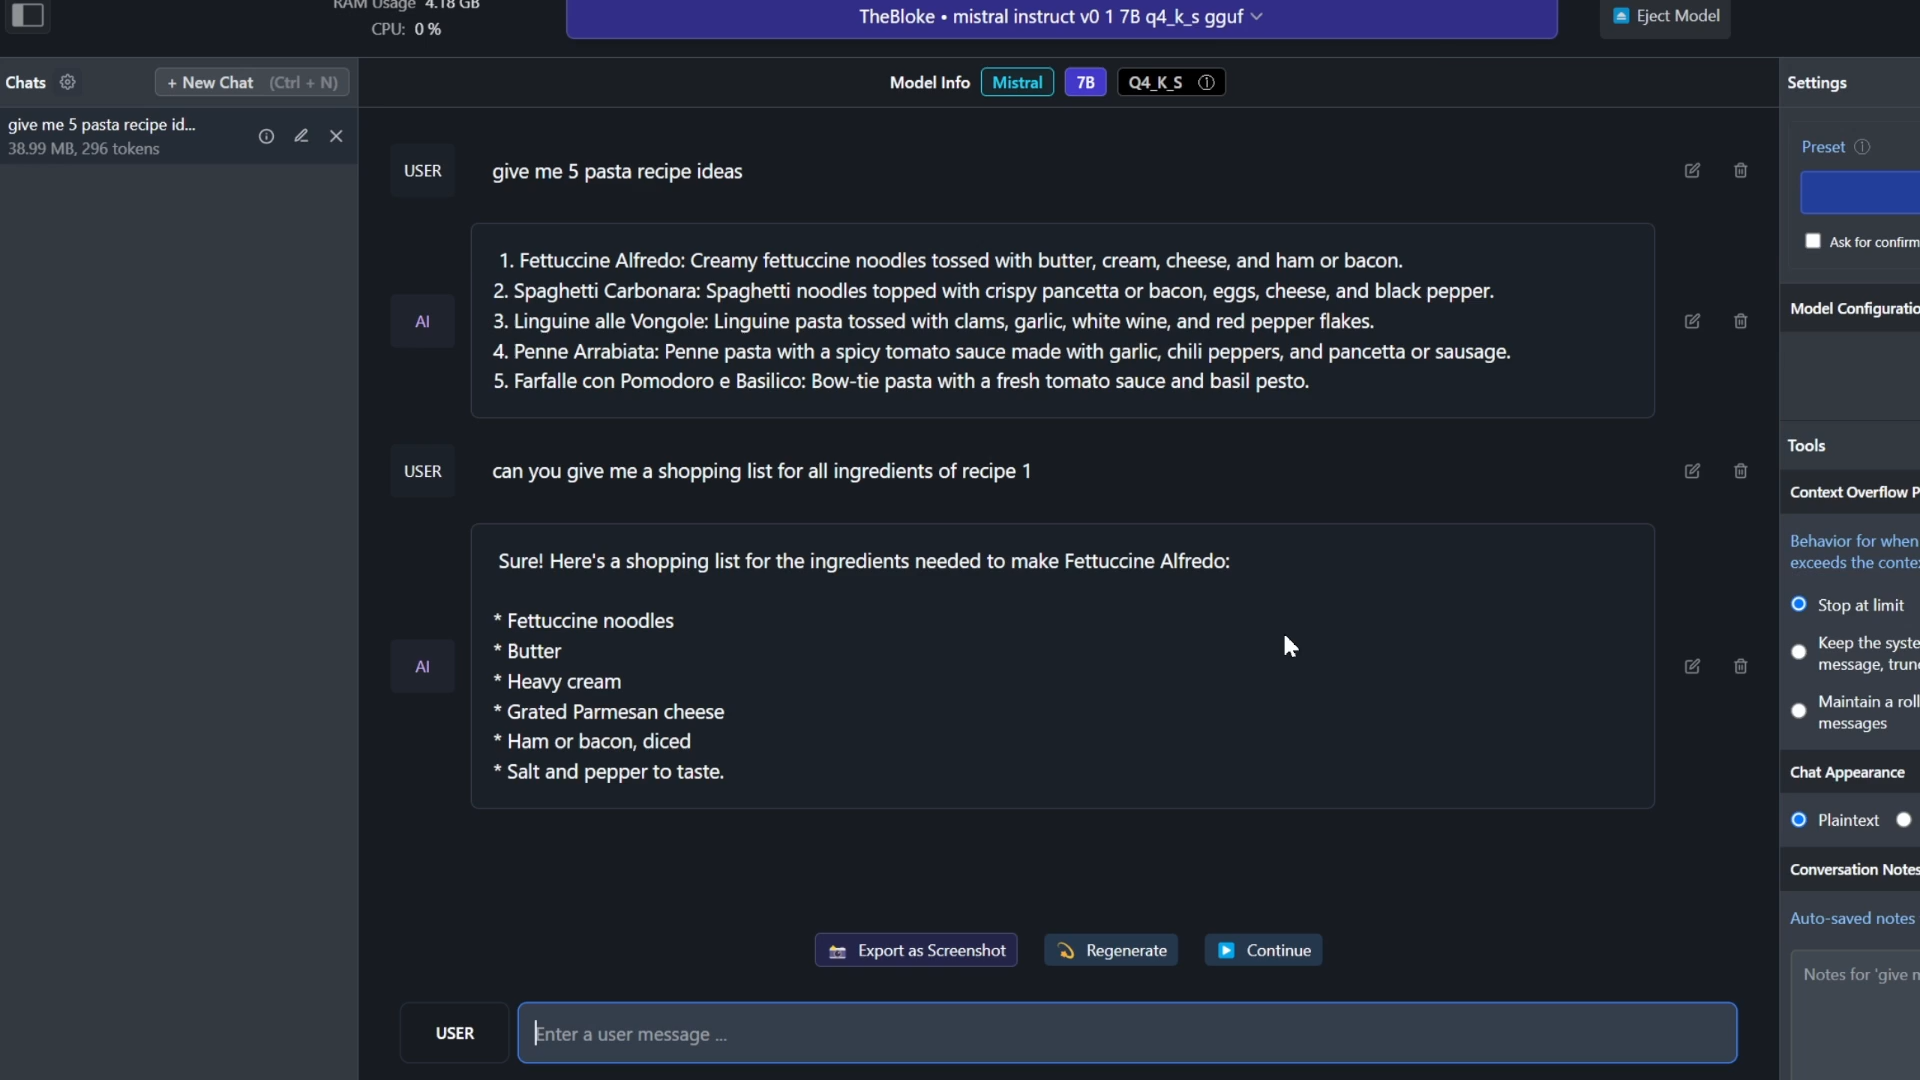 RAM Usage 4.18 GB
CPU: 0 %
TheBloke • mistral instruct v0 1 7B q4_k_s gguf
Eject Model
Chats
+ New Chat (Ctrl + N)
Model Info Mistral 7B Q4_K_S
Settings
give me 5 pasta recipe id...
38.99 MB, 296 tokens
USER
give me 5 pasta recipe ideas
Preset
Ask for confirm
AI
1. Fettuccine Alfredo: Creamy fettuccine noodles tossed with butter, cream, cheese, and ham or bacon.
2. Spaghetti Carbonara: Spaghetti noodles topped with crispy pancetta or bacon, eggs, cheese, and black pepper.
3. Linguine alle Vongole: Linguine pasta tossed with clams, garlic, white wine, and red pepper flakes.
4. Penne Arrabiata: Penne pasta with a spicy tomato sauce made with garlic, chili peppers, and pancetta or sausage.
5. Farfalle con Pomodoro e Basilico: Bow-tie pasta with a fresh tomato sauce and basil pesto.
Model Configuratio
USER
can you give me a shopping list for all ingredients of recipe 1
Tools
Context Overflow P
Behavior for when
exceeds the conte
Stop at limit
Keep the syste
message, trun
Maintain a roll
messages
AI
Sure! Here's a shopping list for the ingredients needed to make Fettuccine Alfredo:
* Fettuccine noodles
* Butter
* Heavy cream
* Grated Parmesan cheese
* Ham or bacon, diced
* Salt and pepper to taste.
Chat Appearance
Plaintext
Conversation Notes
Auto-saved notes
Notes for 'give m
Export as Screenshot
Regenerate
Continue
USER
Enter a user message ...